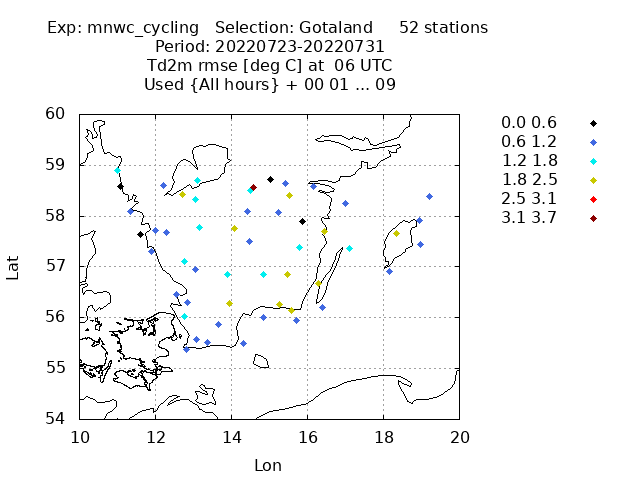 Exp: mnwc_cycling   Selection: Gotaland     52 stations
Period: 20220723-20220731
Td2m rmse [deg C] at  06 UTC
Used {All hours} + 00 01 ... 09
0.0 0.6
0.6 1.2
1.2 1.8
1.8 2.5
2.5 3.1
3.1 3.7
60
59
58
57
56
55
54
Lat
10 12 14 16 18 20
Lon